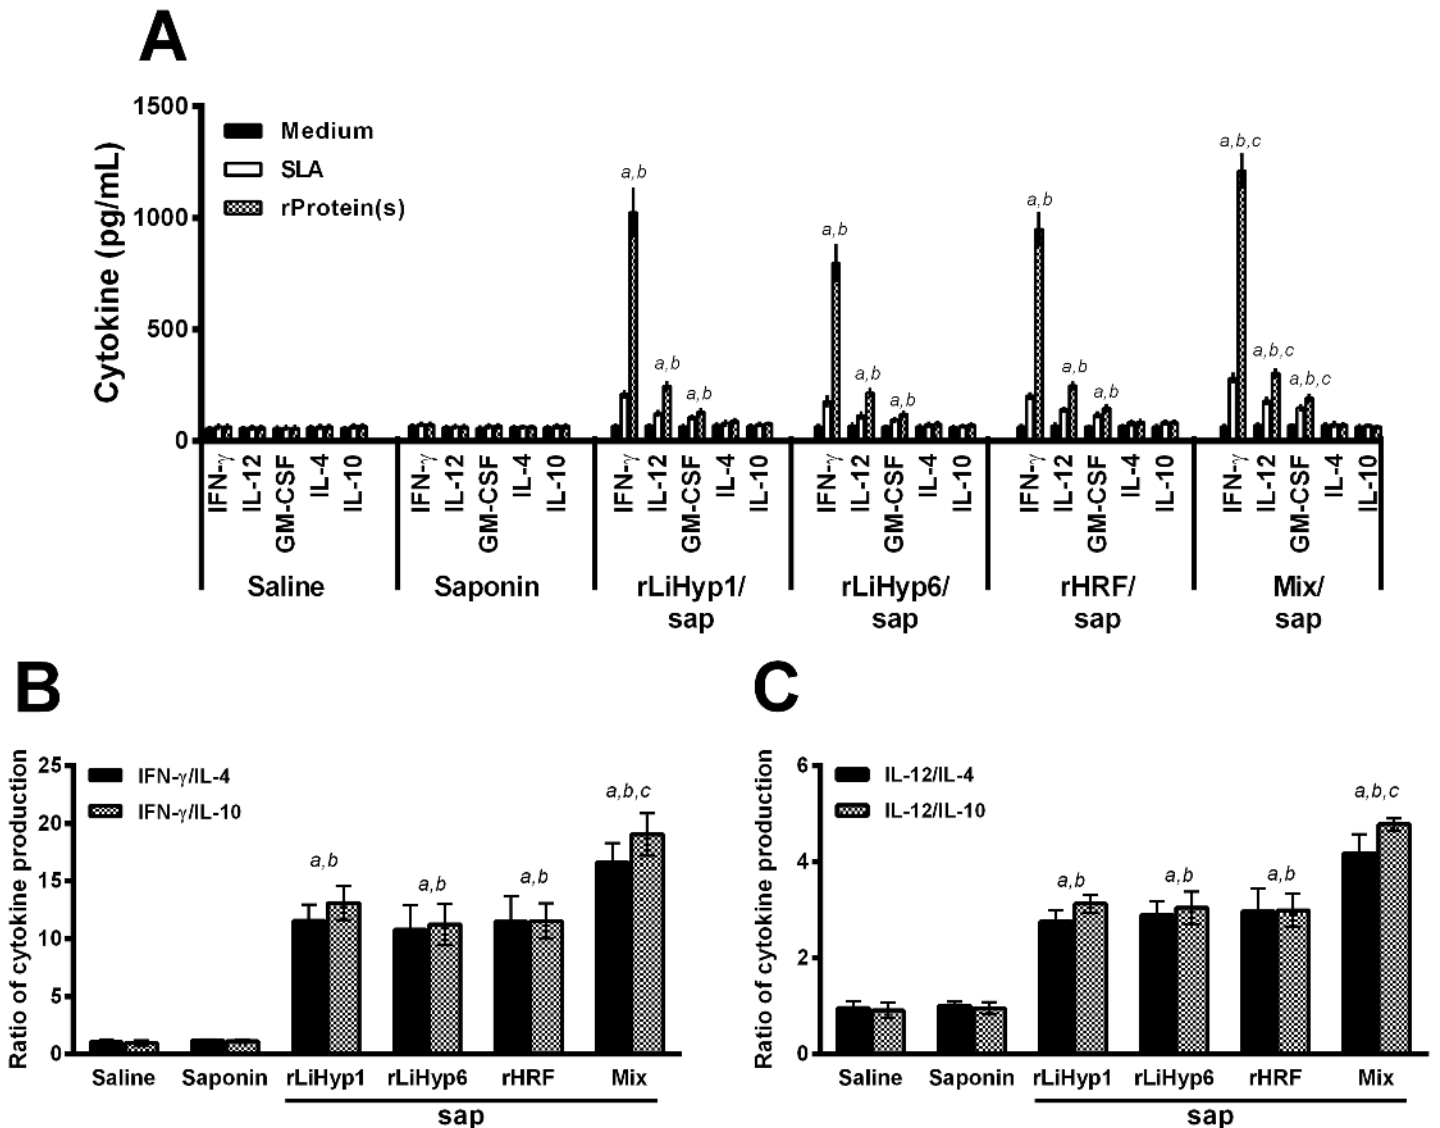 A
Cytokine (pg/mL)
1500
1000
500
0
Medium
SLA
rProtein(s)
a,b
a,b
a,b
a,b
a,b
a,b
a,b
a,b
a,b
a,b,c
a,b,c
a,b,c
IFN-γ IL-12 GM-CSF IL-4 IL-10
IFN-γ IL-12 GM-CSF IL-4 IL-10
IFN-γ IL-12 GM-CSF IL-4 IL-10
IFN-γ IL-12 GM-CSF IL-4 IL-10
IFN-γ IL-12 GM-CSF IL-4 IL-10
IFN-γ IL-12 GM-CSF IL-4 IL-10
Saline
Saponin
rLiHyp1/
sap
rLiHyp6/
sap
rHRF/
sap
Mix/
sap
B
Ratio of cytokine production
25
20
15
10
5
0
IFN-γ/IL-4
IFN-γ/IL-10
a,b
a,b
a,b
a,b,c
Saline Saponin rLiHyp1 rLiHyp6 rHRF Mix
sap
C
Ratio of cytokine production
6
4
2
0
IL-12/IL-4
IL-12/IL-10
a,b
a,b
a,b
a,b,c
Saline Saponin rLiHyp1 rLiHyp6 rHRF Mix
sap